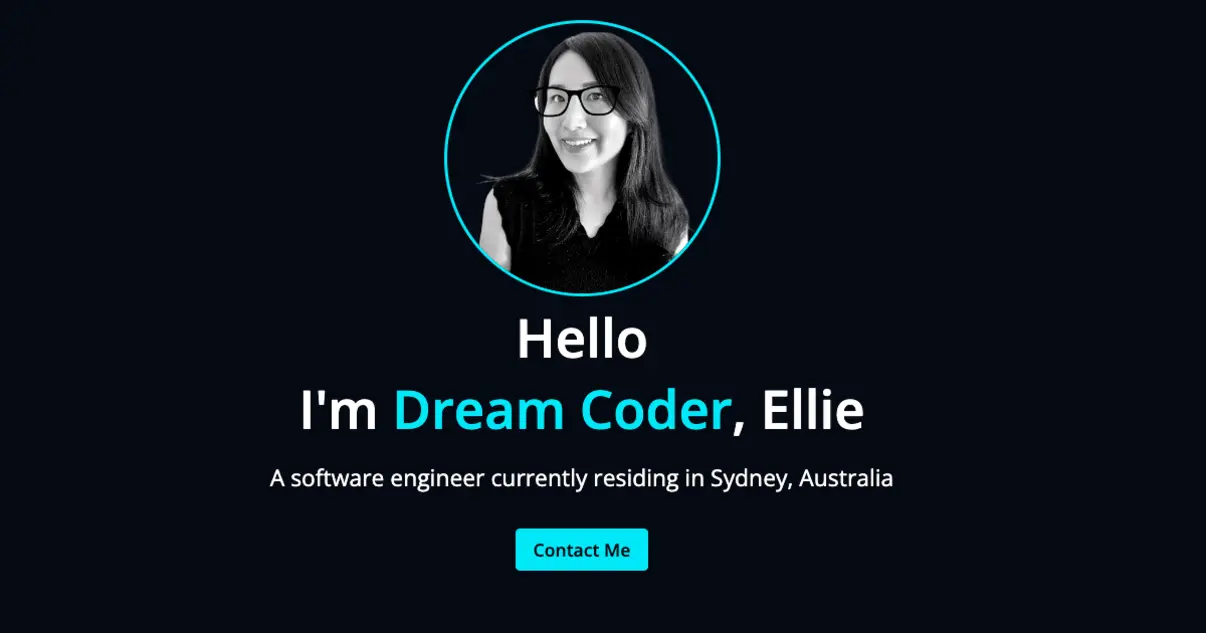 Hello
I'm Dream Coder, Ellie
A software engineer currently residing in Sydney, Australia
Contact Me